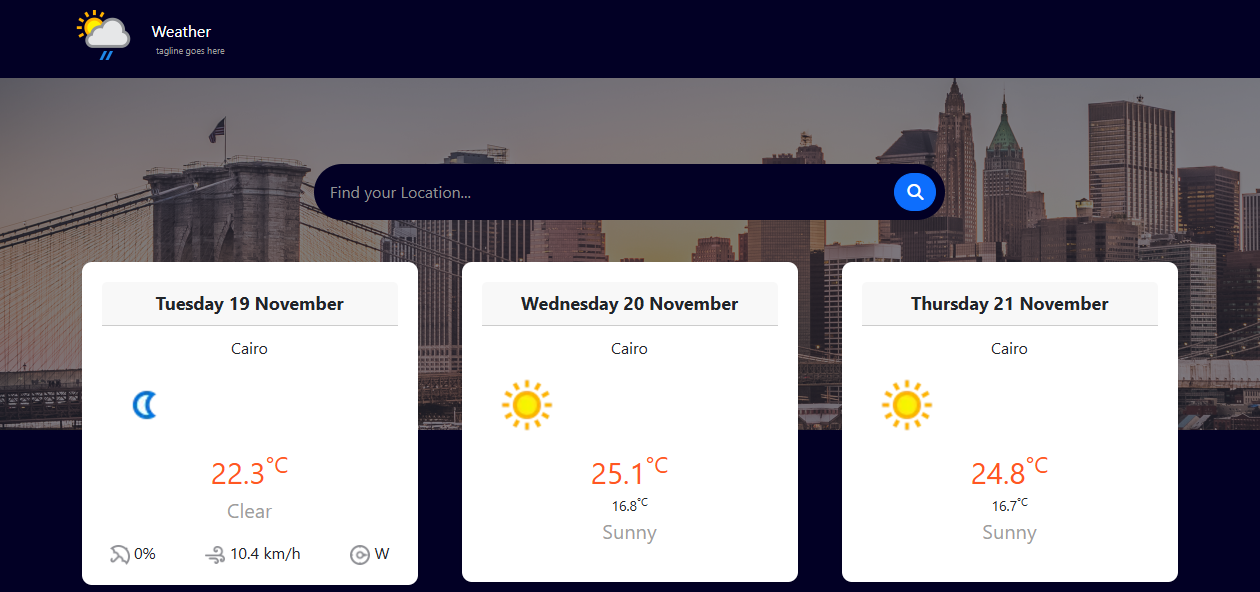 Weather
tagline goes here
Find your Location...
Tuesday 19 November
Cairo
22.3°C
Clear
0% 10.4 km/h W
Wednesday 20 November
Cairo
25.1°C
16.8°C
Sunny
Thursday 21 November
Cairo
24.8°C
16.7°C
Sunny